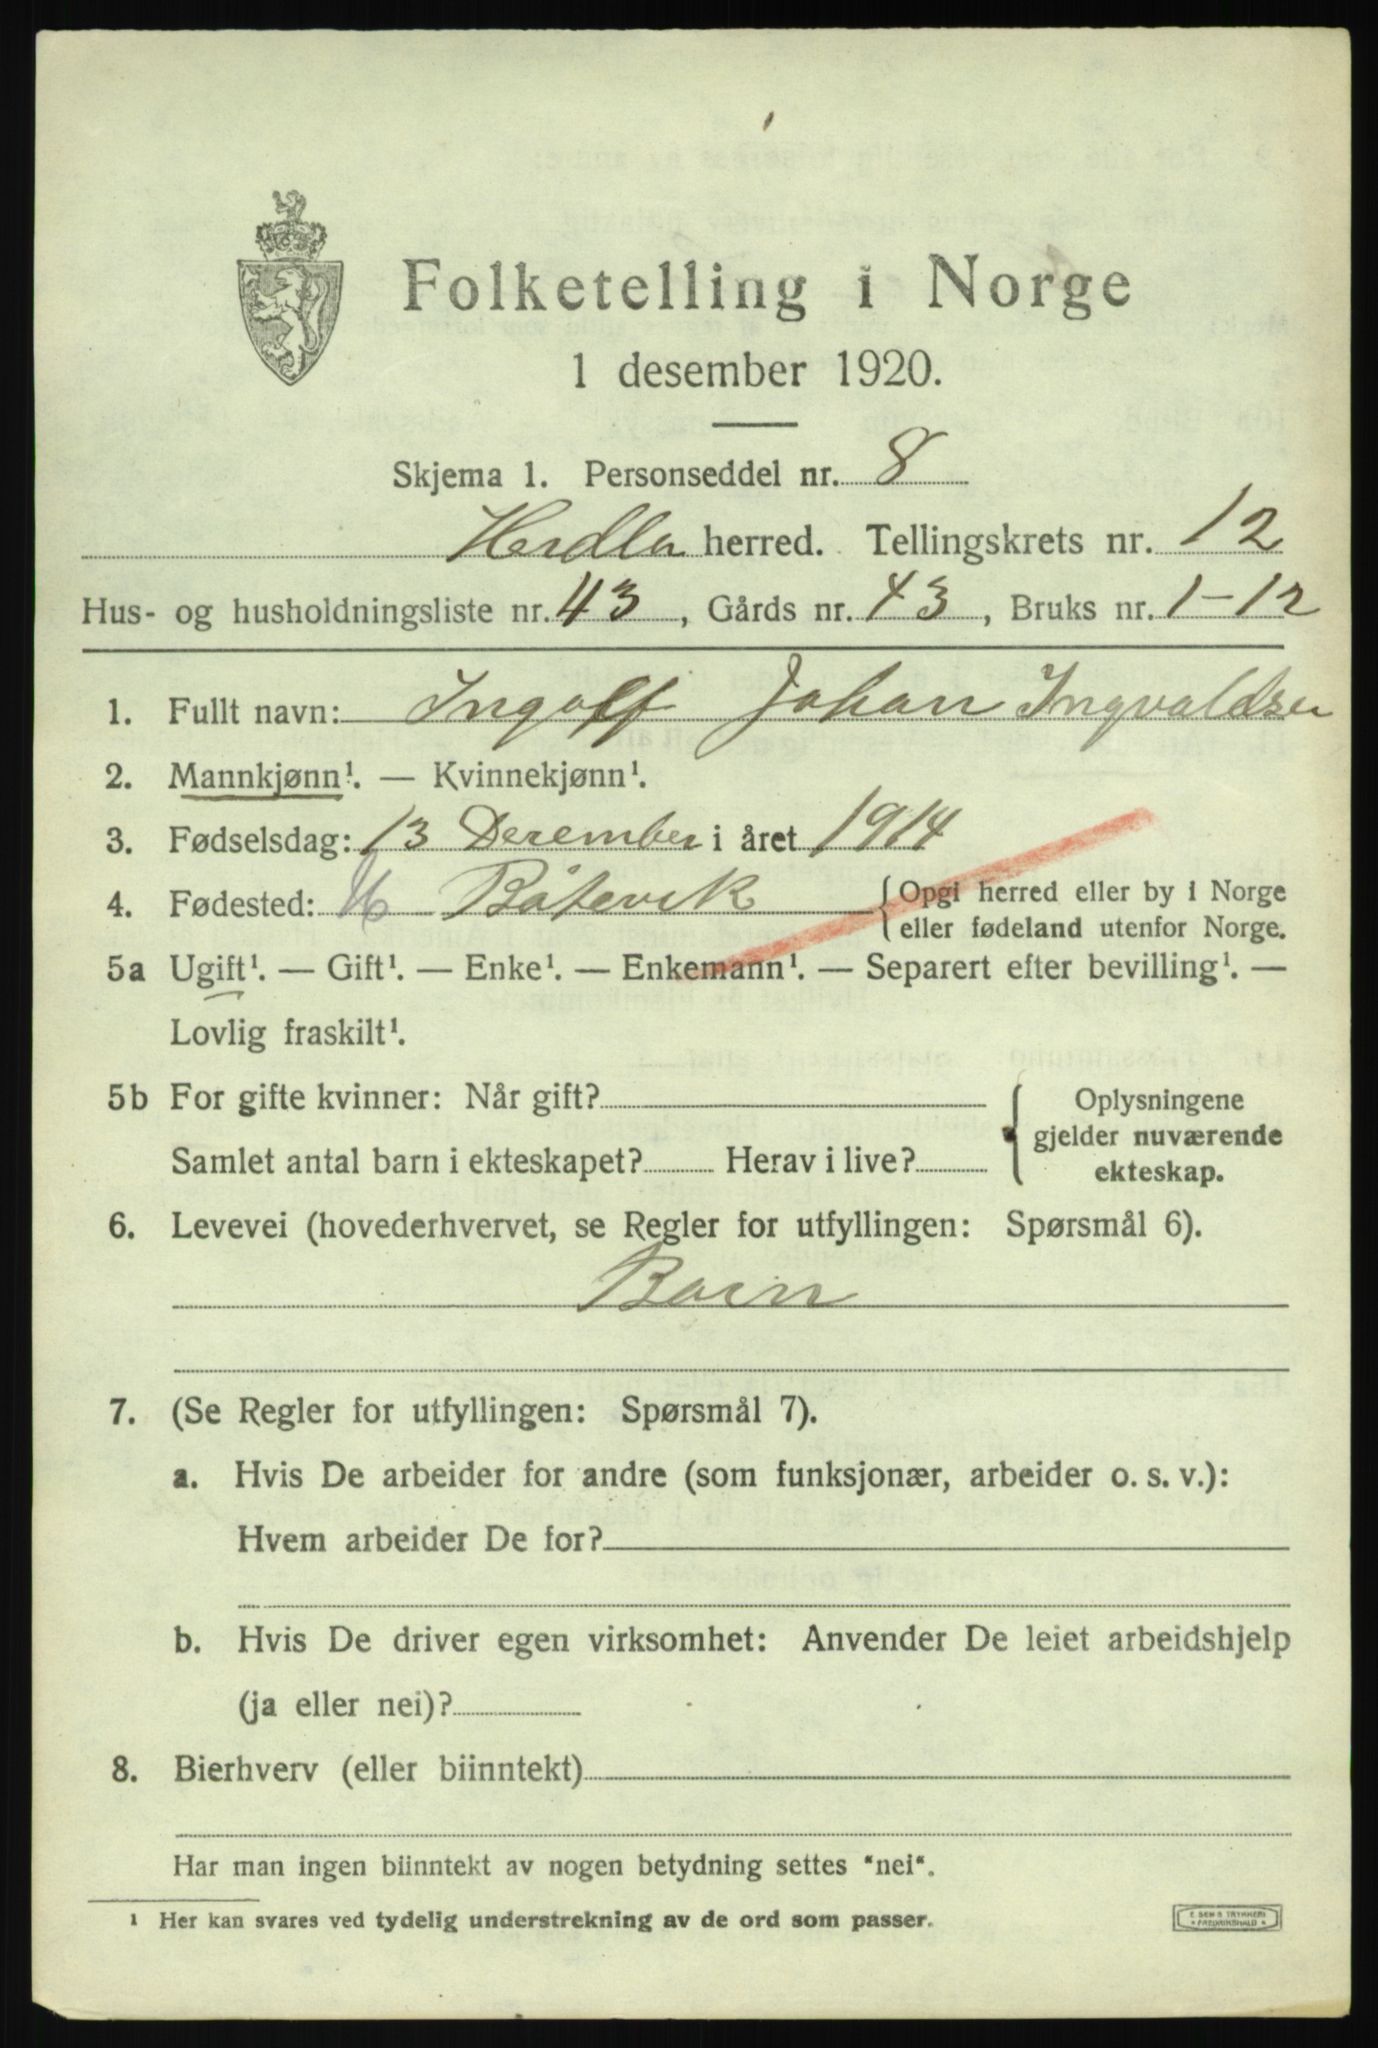 Folketelling i Norge
1 desember 1920.
Skjema 1. Personseddel nr. 8
Herdla herred. Tellingskrets nr. 12
Hus- og husholdningsliste nr. 43, Gårds nr. 43, Bruks nr. 1-12
1. Fullt navn: Ingolf Johan Ingvaldsen
2. Mannkjønn¹. — Kvinnekjønn¹.
3. Fødselsdag: 13 Desember i året 1914
4. Fødested: Båtevik {Opgi herred eller by i Norge
eller fødeland utenfor Norge.
5a Ugift¹. — Gift¹. — Enke¹. — Enkemann¹. — Separert efter bevilling¹. —
Lovlig fraskilt¹.
5b For gifte kvinner: Når gift?
Samlet antal barn i ekteskapet? Herav i live?
Oplysningene
gjelder nuværende
ekteskap.
6. Levevei (hovederhvervet, se Regler for utfyllingen: Spørsmål 6).
Barn
7. (Se Regler for utfyllingen: Spørsmål 7).
a. Hvis De arbeider for andre (som funksjonær, arbeider o. s. v.):
Hvem arbeider De for?
b. Hvis De driver egen virksomhet: Anvender De leiet arbeidshjelp
(ja eller nei)?
8. Bierhverv (eller biinntekt)
Har man ingen biinntekt av nogen betydning settes "nei".
¹ Her kan svares ved tydelig understrekning av de ord som passer.
E. SEM'S TRYKKERI
FREDRIKSHALD